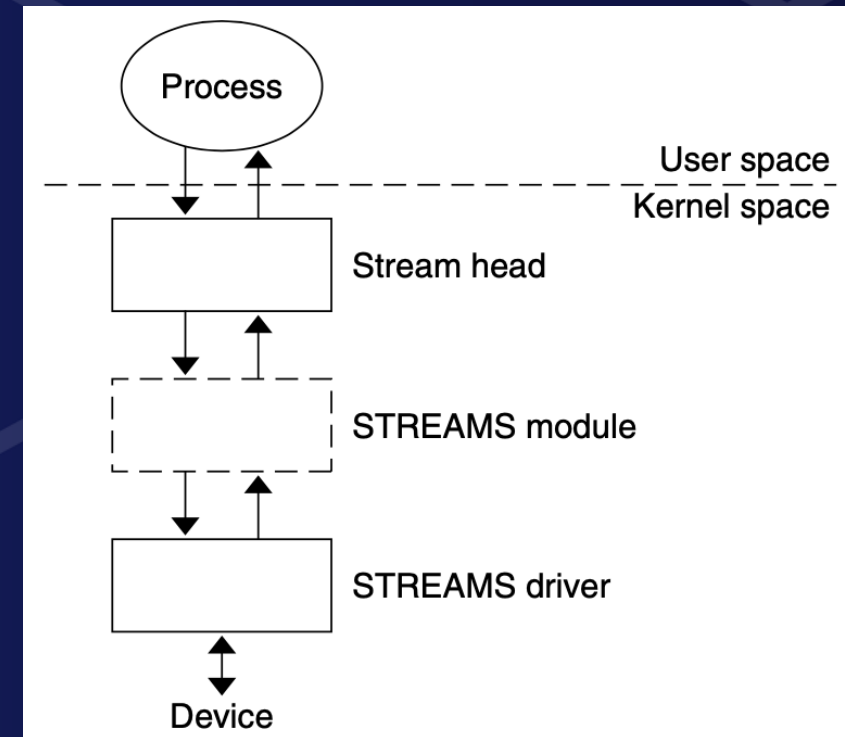 Process
User space
Kernel space
Stream head
STREAMS module
STREAMS driver
Device